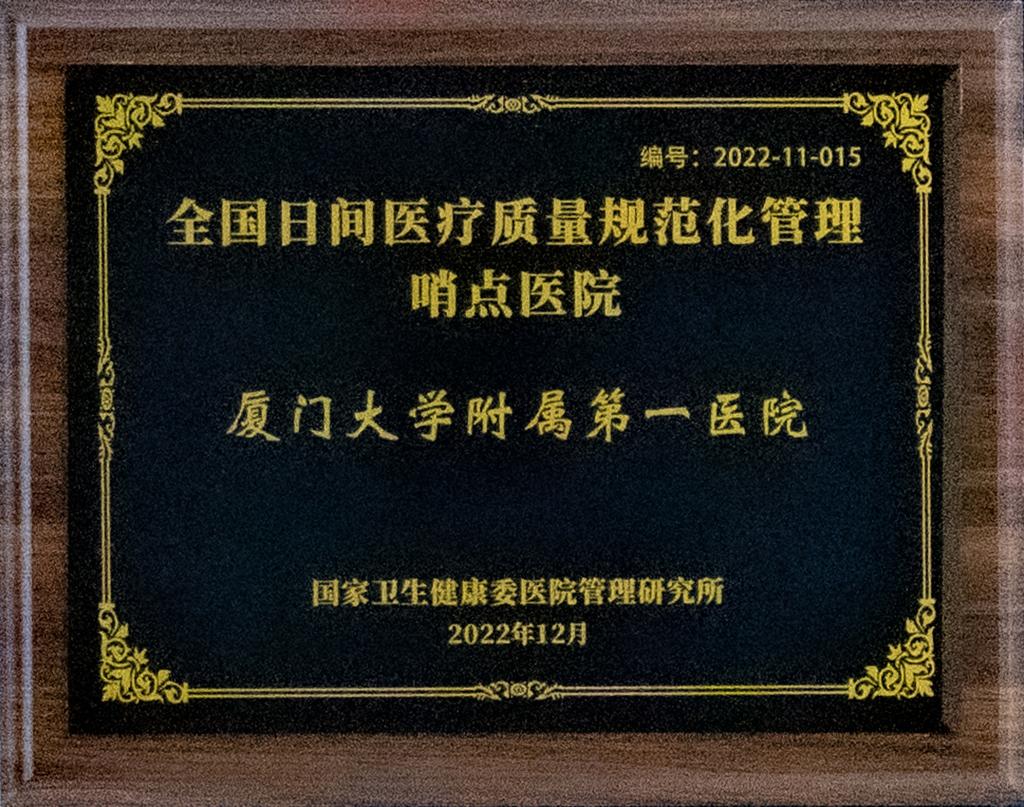 编号：2022-11-015
全国日间医疗质量规范化管理
哨点医院
厦门大学附属第一医院
国家卫生健康委医院管理研究所
2022年12月